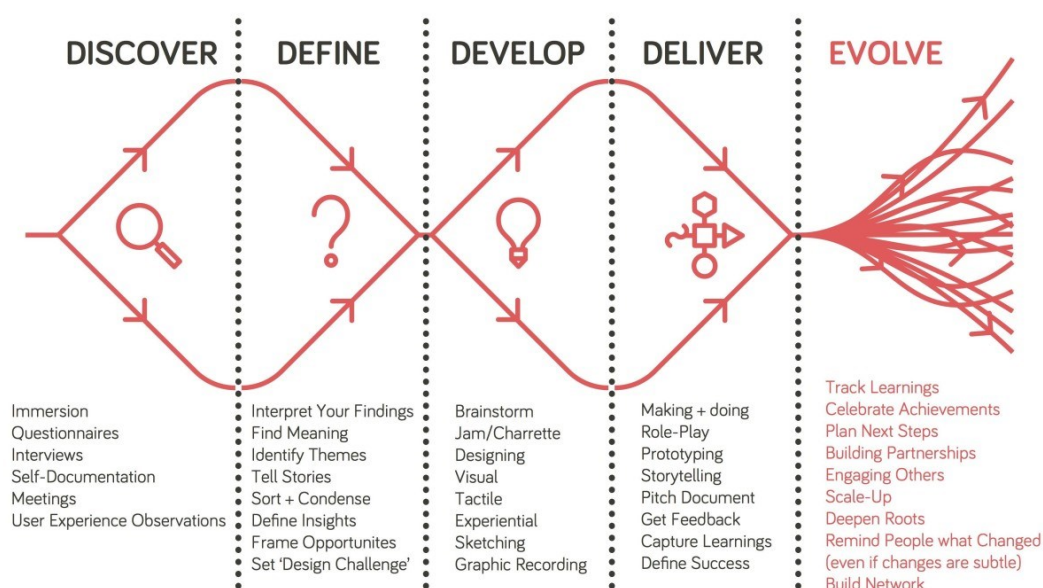 DISCOVER
DEFINE
DEVELOP
DELIVER
EVOLVE
Immersion
Questionnaires
Interviews
Self-Documentation
Meetings
User Experience Observations
Interpret Your Findings
Find Meaning
Identify Themes
Tell Stories
Sort + Condense
Define Insights
Frame Opportunites
Set ‘Design Challenge’
Brainstorm
Jam/Charrette
Designing
Visual
Tactile
Experiential
Sketching
Graphic Recording
Making + doing
Role-Play
Prototyping
Storytelling
Pitch Document
Get Feedback
Capture Learnings
Define Success
Track Learnings
Celebrate Achievements
Plan Next Steps
Building Partnerships
Engaging Others
Scale-Up
Deepen Roots
Remind People what Changed
(even if changes are subtle)
Build Network